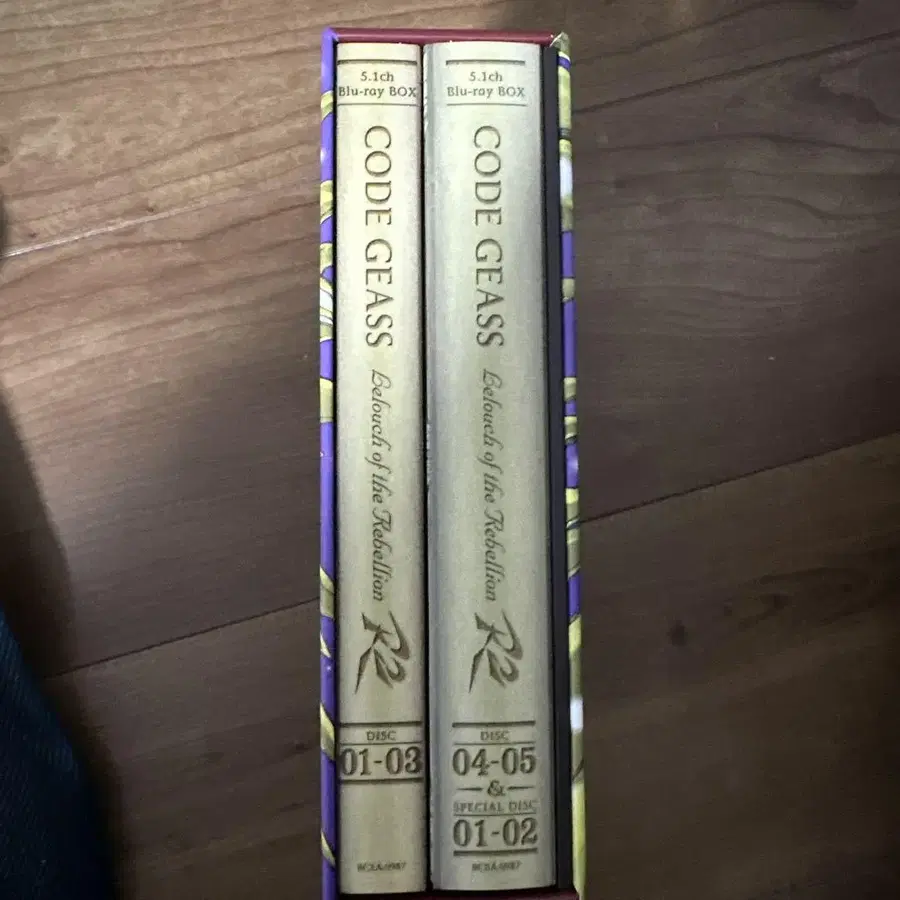 5.1ch
Blu-ray BOX
CODE GEASS Lelouch of the Rebellion R2
DISC
01-03
5.1ch
Blu-ray BOX
CODE GEASS Lelouch of the Rebellion R2
DISC
04-05
&
SPECIAL DISC
01-02